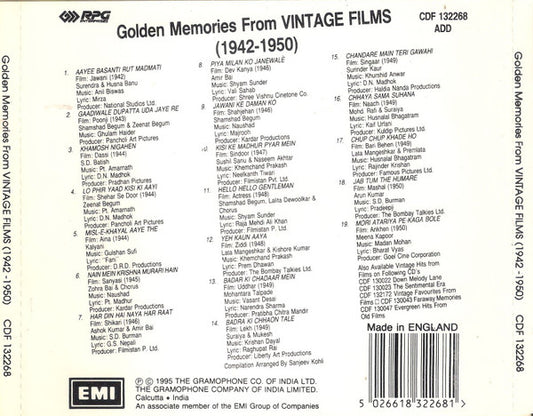 RPG
ENTERPRISES
Golden Memories From VINTAGE FILMS
(1942-1950)
CDF 132268
ADD
1. AAYEE BASANTI RUT MADMATI
Film: Jawani (1942)
Surendra & Husna Banu
Music: Anil Biswas
Lyric: Mirza
Producer: National Studios Ltd.
2. GAADIWALE DUPATTA UDA JAYE RE
Film: Poonji (1943)
Shamshad Begum & Zeenat Begum
Music: Ghulam Haider
Producer: Pancholi Art Pictures
3. KHAMOSH NIGAHEN
Film: Dassi (1944)
S.D. Batish
Music: Pt. Amarnath
Lyric: D.N. Madhok
Producer: Pradhan Pictures
4. LO PHIR YAAD KISI KI AAYI
Film: Shehar Se Door (1944)
Zeenat Begum
Music: Pt. Amarnath
Lyric: D.N. Madhok
Producer: Pancholi Art Pictures
5. MISL-E-KHAYAL AAYE THE
Film: Aina (1944)
Kalyani
Music: Gulshan Sufi
Lyric: "Fani"
Producer: D.R.D. Productions
6. NAIN MEIN KRISHNA MURARI HAIN
Film: Sanyasi (1945)
Zohra Bai & Chorus
Music: Naushad
Lyric: Pt. Madhur
Producer: Kardar Productions
7. HAR DIN HAI NAYA HAR RAAT
Film: Shikari (1946)
Ashok Kumar & Amir Bai
Music: S.D. Burman
Lyric: G.S. Nepali
Producer: Filmistan P. Ltd.
8. PIYA MILAN KO JANEWALE
Film: Dev Kanya (1946)
Amir Bai
Music: Shyam Sunder
Lyric: Vali Sahab
Producer: Shree Vishnu Cinetone Co.
9. JAWANI KE DAMAN KO
Film: Shahjehan (1946)
Shamshad Begum
Music: Naushad
Lyric: Majrooh
Producer: Kardar Productions
10. KISI KE MADHUR PYAR MEIN
Film: Sindoor (1947)
Sushil Sahu & Naseem Akhtar
Music: Khemchand Prakash
Lyric: Neelkanth Tiwari
Producer: Filmistan Pvt. Ltd.
11. HELLO HELLO GENTLEMAN
Film: Actress (1948)
Shamshad Begum, Lalita Dewoolkar &
Chorus
Music: Shyam Sunder
Lyric: Raja Mehdi Ali Khan
Producer: Filmistan P. Ltd.
12. YEH KAUN AAYA
Film: Ziddi (1948)
Lata Mangeshkar & Kishore Kumar
Music: Khemchand Prakash
Lyric: Prem Dhawan
Producer: The Bombay Talkies Ltd.
13. BADAR KI CHADAAR MEIN
Film: Uddhar (1949)
Mohantara Talpade
Music: Vasant Desai
Lyric: Narendra Sharma
Producer: Pratibha Chitra Mandir
14. BADRA KI CHHAON TALE
Film: Lekh (1949)
Suraiya & Mukesh
Music: Krishan Dayal
Lyric: Raghupat Rai
Producer: Liberty Art Productions
Compilation Arranged By Sanjeev Kohli
15. CHANDARE MAIN TERI GAWAHI
Film: Singaar (1949)
Surinder Kaur
Music: Khurshid Anwar
Lyric: D.N. Madhok
Producer: Haldia Nanda Productions
16. CHHAYA SAMA SUHANA
Film: Naach (1949)
Mohd. Rafi & Suraiya
Music: Husnalal Bhagatram
Lyric: Kaif Urfani
Producer: Kuldip Pictures Ltd.
17. CHUP CHUP KHADE HO
Film: Bari Behen (1949)
Lata Mangeshkar & Premlata
Music: Husnalal Bhagatram
Lyric: Rajinder Krishan
Producer: Famous Pictures Ltd.
18. JAB TUM THE HUMARE
Film: Mashal (1950)
Arun Kumar
Music: S.D. Burman
Lyric: Pradeepji
Producer: The Bombay Talkies Ltd.
19. MORI ATARIYA PE KAGA BOLE
Film: Ankhen (1950)
Meena Kapoor
Music: Madan Mohan
Lyric: Bharat Vyas
Producer: Goel Cine Corporation
Also Available Vintage Hits from
Films on Following CD's
CDF 130022 Down Melody Lane
CDF 130023 The Sentimental Era
CDF 132172 Vintage Favourites From
Films CDF 130043 Faraway Memories
CDF 130047 Evergreen Hits From
Old Films
Made in ENGLAND
5 026618 322681 >
EMI
Ⓟ © 1995 THE GRAMOPHONE CO. OF INDIA LTD.
THE GRAMOPHONE COMPANY OF INDIA LIMITED.
Calcutta • India
An associate member of the EMI Group of Companies
Golden Memories From VINTAGE FILMS (1942 -1950) CDF 132268
Golden Memories From VINTAGE FILMS (1942 -1950) CDF 132268